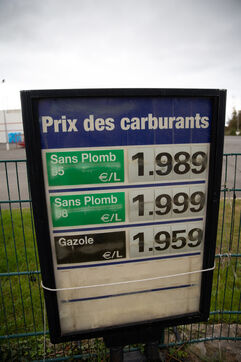 Prix des carburants
Sans Plomb 1.989
95 €/L
Sans Plomb 1.999
98 €/L
Gazole 1.959
€/L